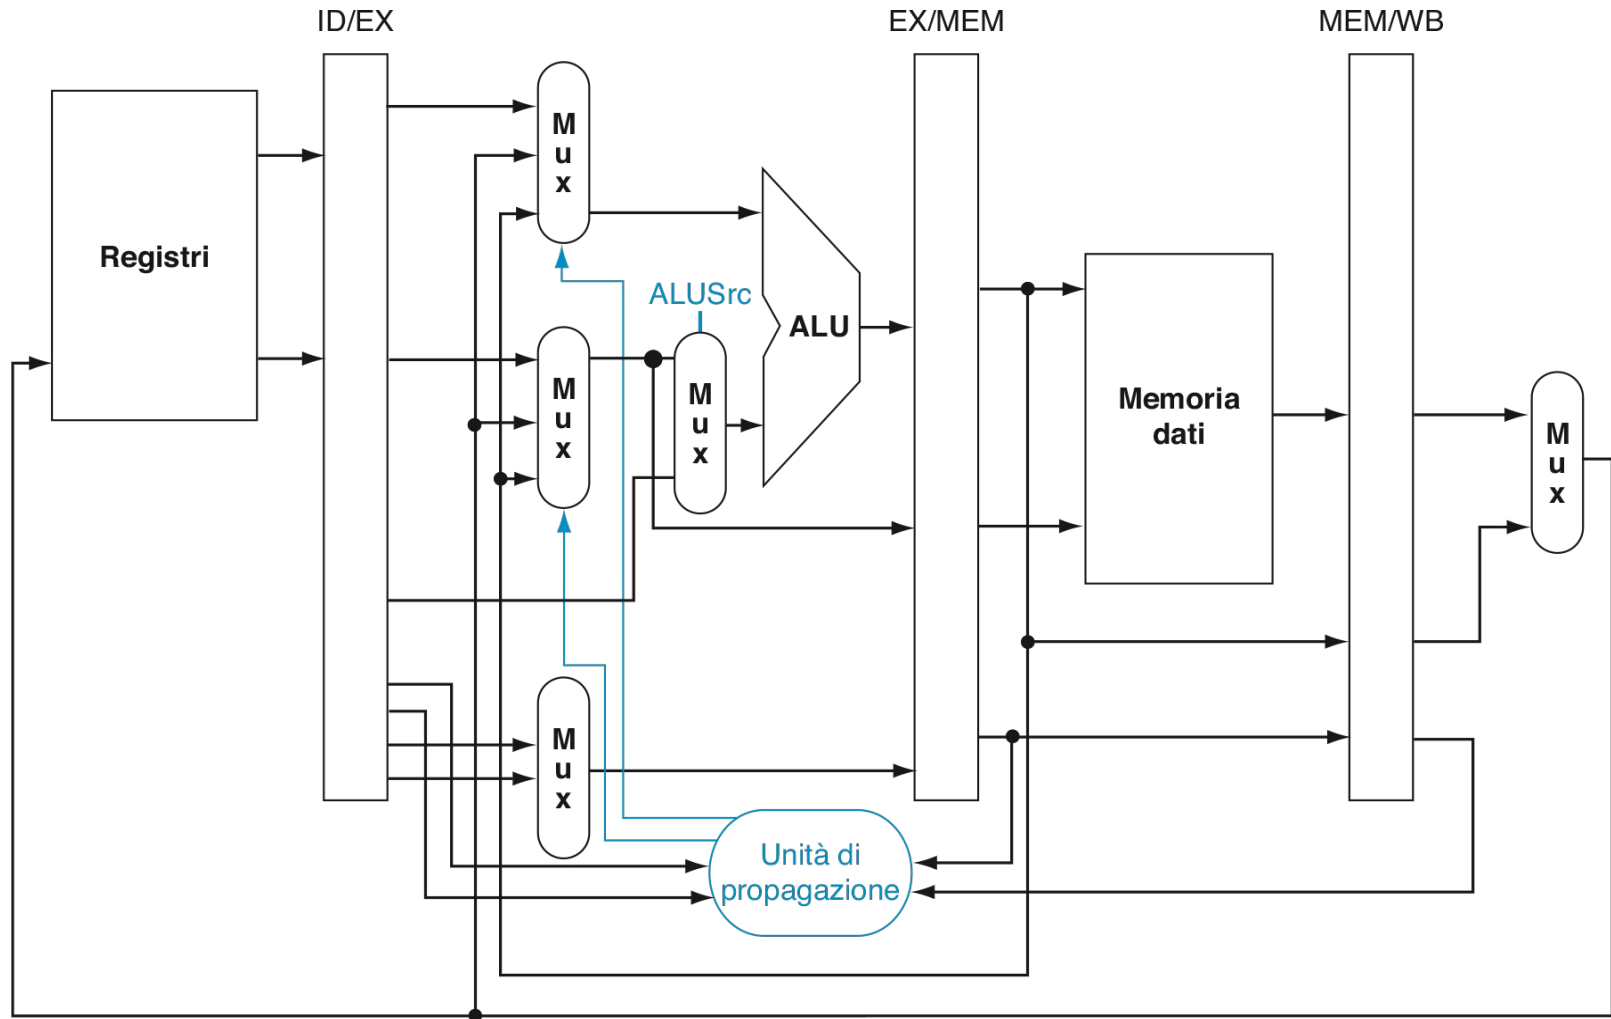 ID/EX
EX/MEM
MEM/WB
M
u
x
Registri
ALUSrc
ALU
M
u
x
M
u
x
Memoria
dati
M
u
x
M
u
x
Unità di
propagazione